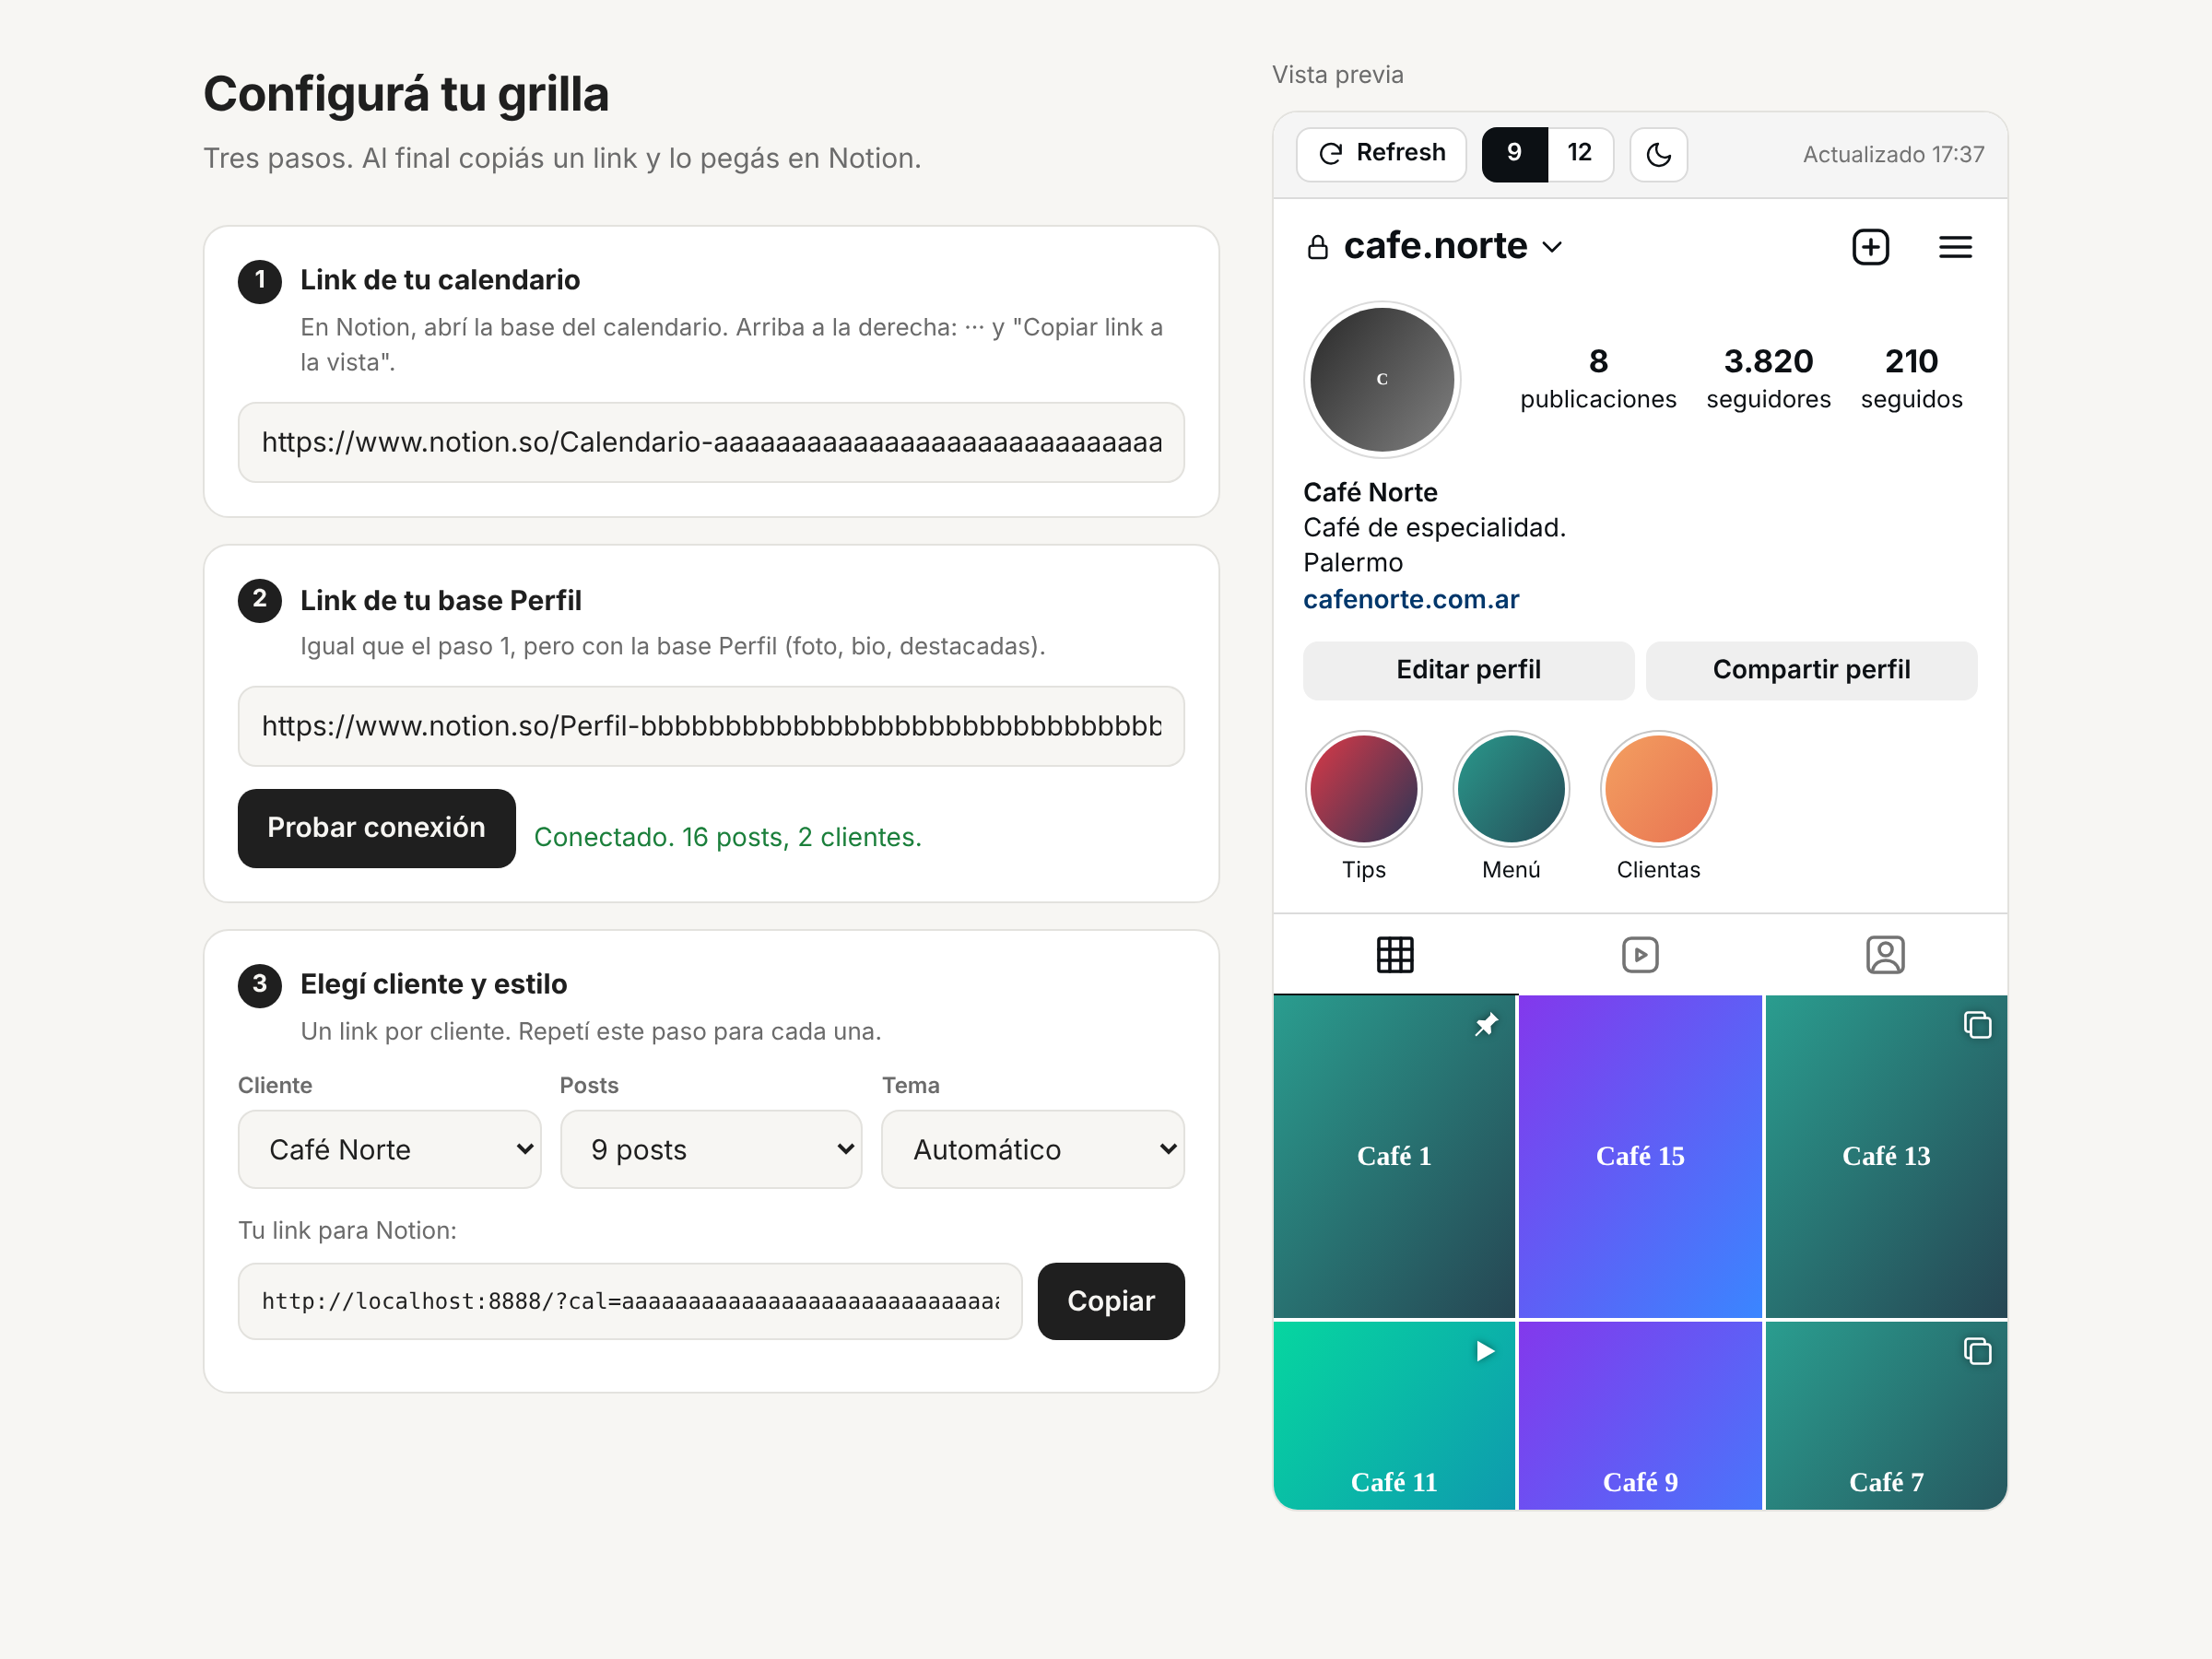 Configurá tu grilla
Tres pasos. Al final copiás un link y lo pegás en Notion.
1
Link de tu calendario
En Notion, abrí la base del calendario. Arriba a la derecha: ··· y "Copiar link a
la vista".
https://www.notion.so/Calendario-aaaaaaaaaaaaaaaaaaaaaaaaaaaaa
2
Link de tu base Perfil
Igual que el paso 1, pero con la base Perfil (foto, bio, destacadas).
https://www.notion.so/Perfil-bbbbbbbbbbbbbbbbbbbbbbbbbbbbbbb
Probar conexión
Conectado. 16 posts, 2 clientes.
3
Elegí cliente y estilo
Un link por cliente. Repetí este paso para cada una.
Cliente
Posts
Tema
Café Norte
9 posts
Automático
Tu link para Notion:
http://localhost:8888/?cal=aaaaaaaaaaaaaaaaaaaaaaaaaaaaa
Copiar
Vista previa
Refresh
9
12
Actualizado 17:37
cafe.norte
C
8
publicaciones
3.820
seguidores
210
seguidos
Café Norte
Café de especialidad.
Palermo
cafenorte.com.ar
Editar perfil
Compartir perfil
Tips
Menú
Clientas
Café 1
Café 15
Café 13
Café 11
Café 9
Café 7